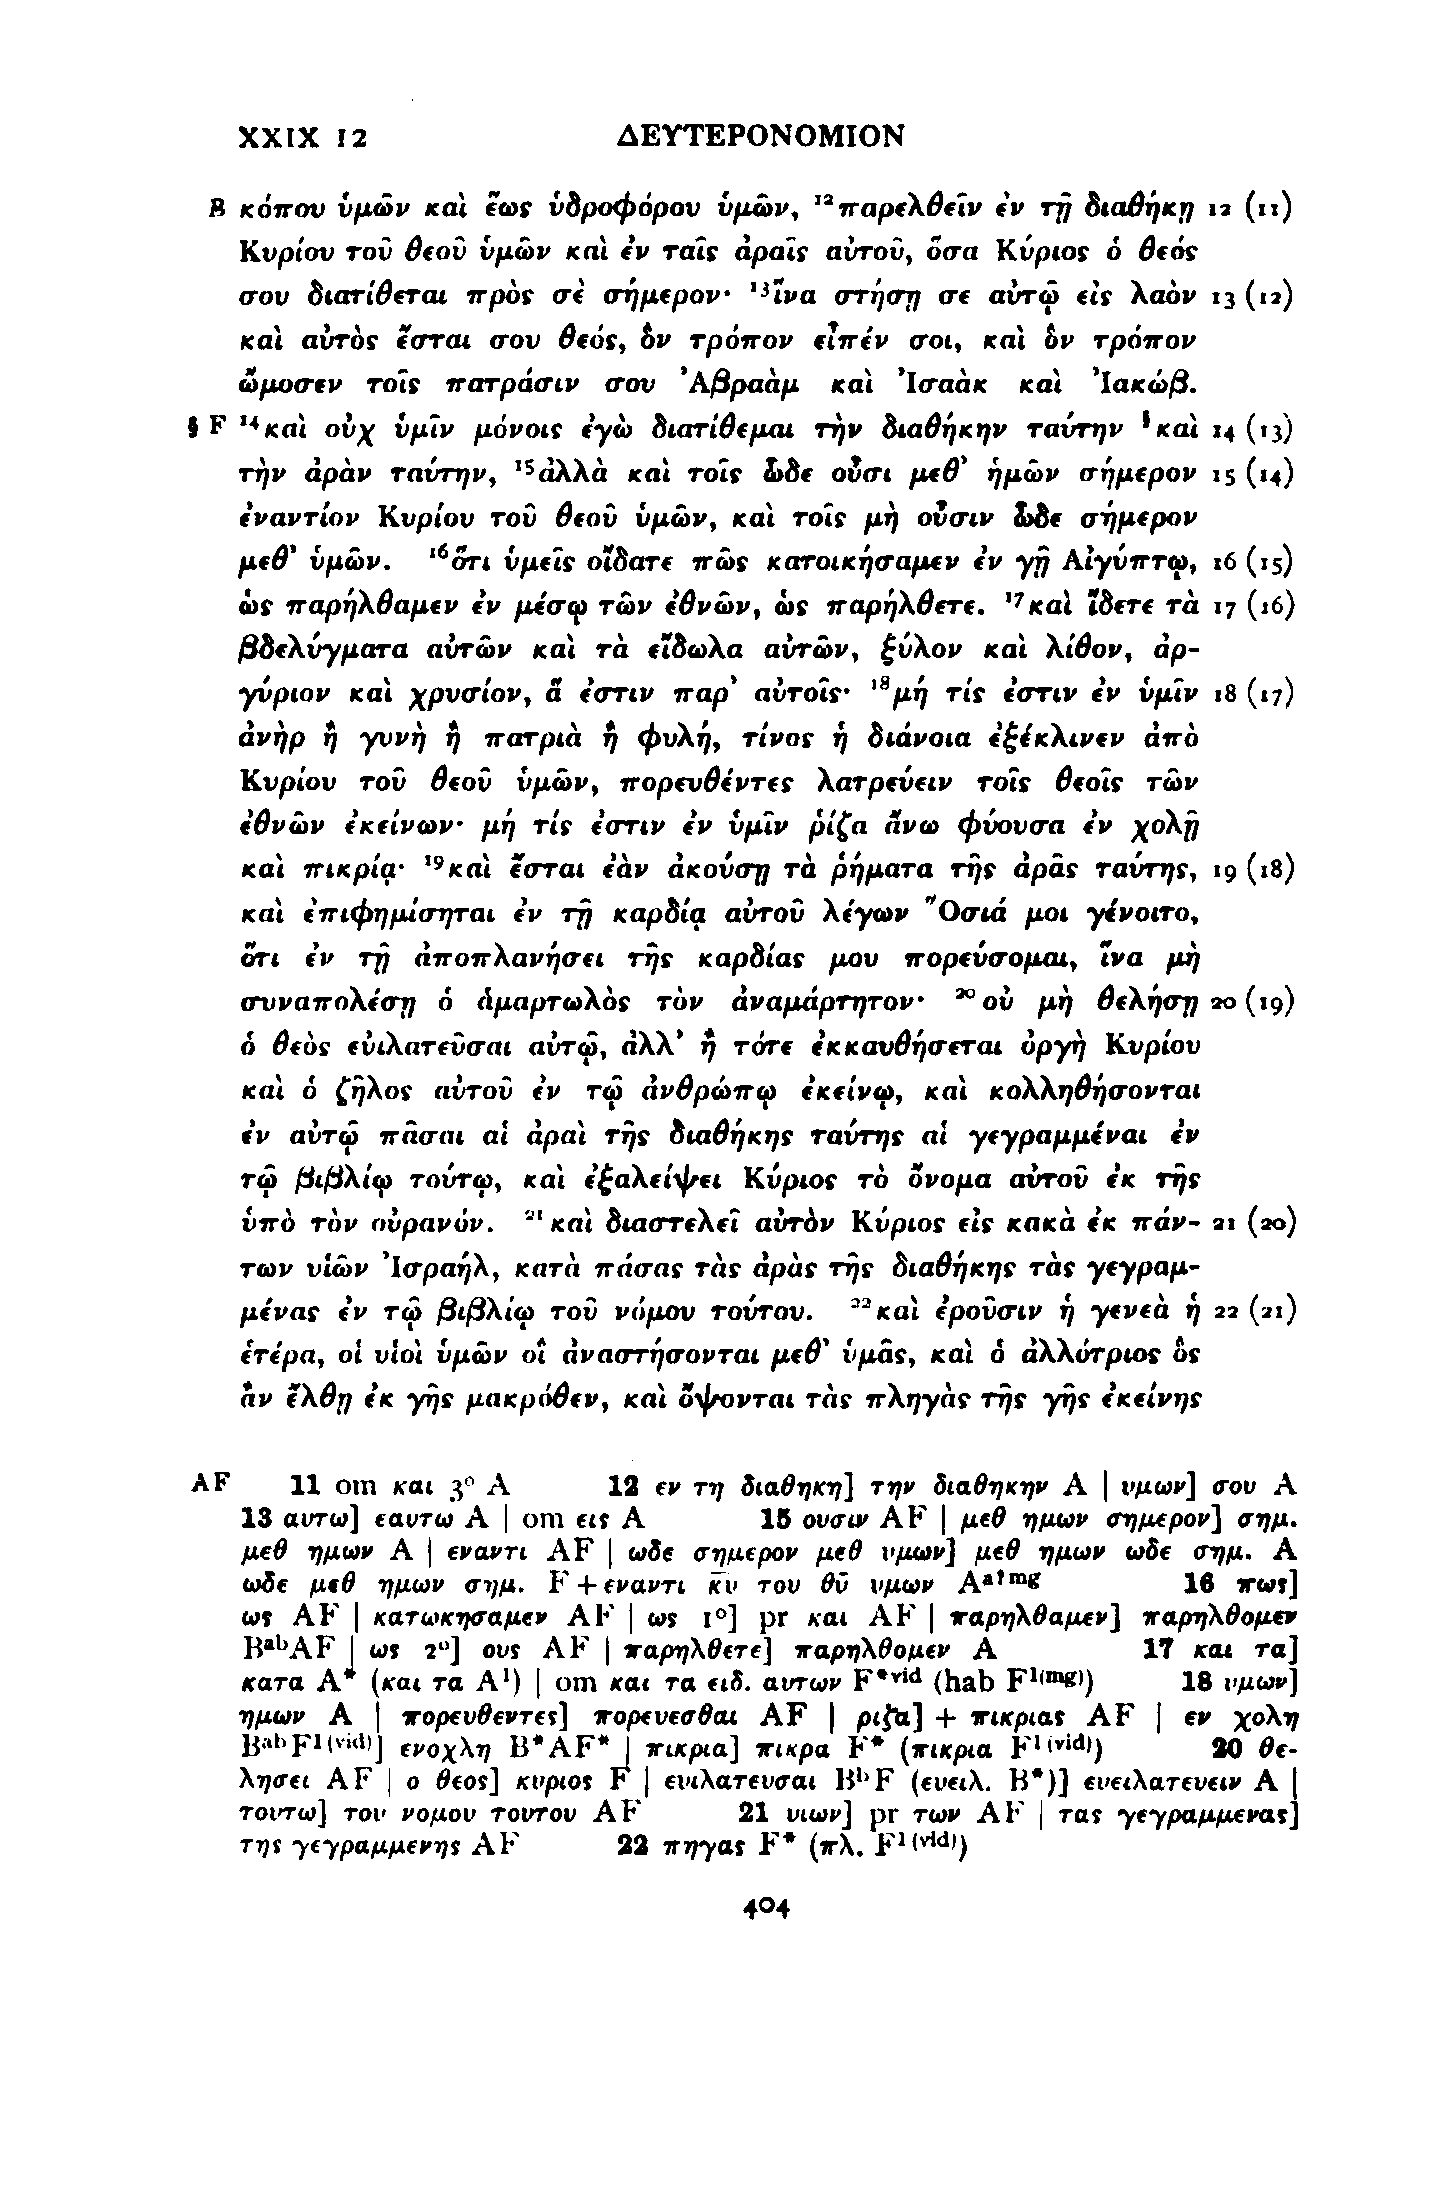 XXIX 12 ΔΕΥΤΕΡΟΝΟΜΙΟΝ
B κόπου ὑμῶν καὶ ἕως ὑδροφόρου ὑμῶν, ¹²παρελθεῖν ἐν τῇ διαθήκῃ 12 (11)
Κυρίου τοῦ θεοῦ ὑμῶν καὶ ἐν ταῖς ἀραῖς αὐτοῦ, ὅσα Κύριος ὁ θεός
σου διατίθεται πρὸς σὲ σήμερον· ¹³ἵνα στήσῃ σε αὐτῷ εἰς λαὸν 13 (12)
καὶ αὐτὸς ἔσται σου θεός, ὃν τρόπον εἶπέν σοι, καὶ ὃν τρόπον
ὤμοσεν τοῖς πατράσιν σου Ἀβραὰμ καὶ Ἰσαὰκ καὶ Ἰακώβ.
§ F ¹⁴καὶ οὐχ ὑμῖν μόνοις ἐγὼ διατίθεμαι τὴν διαθήκην ταύτην §καὶ 14 (13)
τὴν ἀρὰν ταύτην, ¹⁵ἀλλὰ καὶ τοῖς ὧδε οὖσι μεθ’ ἡμῶν σήμερον 15 (14)
ἐναντίον Κυρίου τοῦ θεοῦ ὑμῶν, καὶ τοῖς μὴ οὖσιν ὧδε σήμερον
μεθ’ ὑμῶν. ¹⁶ὅτι ὑμεῖς οἴδατε πῶς κατοικήσαμεν ἐν γῇ Αἰγύπτῳ, 16 (15)
ὡς παρήλθαμεν ἐν μέσῳ τῶν ἐθνῶν, ὡς παρήλθετε. ¹⁷καὶ ἴδετε τὰ 17 (16)
βδελύγματα αὐτῶν καὶ τὰ εἴδωλα αὐτῶν, ξύλον καὶ λίθον, ἀρ-
γύριον καὶ χρυσίον, ἅ ἐστιν παρ’ αὐτοῖς· ¹⁸μή τίς ἐστιν ἐν ὑμῖν 18 (17)
ἀνὴρ ἢ γυνὴ ἢ πατριὰ ἢ φυλή, τίνος ἡ διάνοια ἐξέκλινεν ἀπὸ
Κυρίου τοῦ θεοῦ ὑμῶν, πορευθέντες λατρεύειν τοῖς θεοῖς τῶν
ἐθνῶν ἐκείνων· μή τίς ἐστιν ἐν ὑμῖν ῥίζα ἄνω φύουσα ἐν χολῇ
καὶ πικρίᾳ· ¹⁹καὶ ἔσται ἐὰν ἀκούσῃ τὰ ῥήματα τῆς ἀρᾶς ταύτης, 19 (18)
καὶ ἐπιφημίσηται ἐν τῇ καρδίᾳ αὐτοῦ λέγων Ὅσιά μοι γένοιτο,
ὅτι ἐν τῇ ἀποπλανήσει τῆς καρδίας μου πορεύσομαι, ἵνα μὴ
συναπολέσῃ ὁ ἁμαρτωλὸς τὸν ἀναμάρτητον· ²⁰οὐ μὴ θελήσῃ 20 (19)
ὁ θεὸς εὐιλατεῦσαι αὐτῷ, ἀλλ’ ἢ τότε ἐκκαυθήσεται ὀργὴ Κυρίου
καὶ ὁ ζῆλος αὐτοῦ ἐν τῷ ἀνθρώπῳ ἐκείνῳ, καὶ κολληθήσονται
ἐν αὐτῷ πᾶσαι αἱ ἀραὶ τῆς διαθήκης ταύτης αἱ γεγραμμέναι ἐν
τῷ βιβλίῳ τούτῳ, καὶ ἐξαλείψει Κύριος τὸ ὄνομα αὐτοῦ ἐκ τῆς
ὑπὸ τὸν οὐρανόν. ²¹καὶ διαστελεῖ αὐτὸν Κύριος εἰς κακὰ ἐκ πάν- 21 (20)
των υἱῶν Ἰσραήλ, κατὰ πάσας τὰς ἀρὰς τῆς διαθήκης τὰς γεγραμ-
μένας ἐν τῷ βιβλίῳ τοῦ νόμου τούτου. ²²καὶ ἐροῦσιν ἡ γενεὰ ἡ 22 (21)
ἑτέρα, οἱ υἱοὶ ὑμῶν οἳ ἀναστήσονται μεθ’ ὑμᾶς, καὶ ὁ ἀλλότριος ὃς
ἂν ἔλθῃ ἐκ γῆς μακρόθεν, καὶ ὄψονται τὰς πληγὰς τῆς γῆς ἐκείνης
AF 11 om και 3° A 12 εν τη διαθηκη] την διαθηκην A | υμων] σου A
13 αυτω] εαυτω A | om εις A 15 ουσιν AF | μεθ ημων σημερον] σημ.
μεθ ημων A | εναντι AF | ωδε σημερον μεθ υμων] μεθ ημων ωδε σημ. A
ωδε μεθ ημων σημ. F + εναντι κ̅υ̅ του θ̅υ̅ υμων Aᵃ?ᵐᵍ 16 πως]
ως AF | κατωκησαμεν AF | ως 1°] pr και AF | παρηλθαμεν] παρηλθομεν
BᵃᵇAF | ως 2°] ους AF | παρηλθετε] παρηλθομεν A 17 και τα]
κατα A* (και τα A¹) | om και τα ειδ. αυτων F*ᵛⁱᵈ (hab F¹⁽ᵐᵍ⁾) 18 υμων]
ημων A | πορευθεντες] πορευεσθαι AF | ριζα] + πικριας AF | εν χολη
BᵃᵇF¹⁽ᵛⁱᵈ⁾] ενοχλη B*AF* | πικρια] πικρα F* (πικρια F¹⁽ᵛⁱᵈ⁾) 20 θε-
λησει AF | ο θεος] κυριος F | ευιλατευσαι BᵇF (ευειλ. B*)] ευειλατευειν A |
τουτω] του νομου τουτου AF 21 υιων] pr των AF | τας γεγραμμενας]
της γεγραμμενης AF 22 πηγας F* (πλ. F¹⁽ᵛⁱᵈ⁾)
404